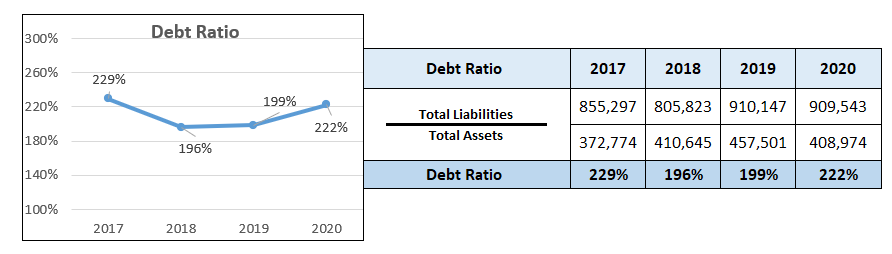 Debt Ratio
300%
260%
220%
180%
140%
100%
229%
196%
199%
222%
2017 2018 2019 2020
Debt Ratio 2017 2018 2019 2020
Total Liabilities 855,297 805,823 910,147 909,543
Total Assets 372,774 410,645 457,501 408,974
Debt Ratio 229% 196% 199% 222%